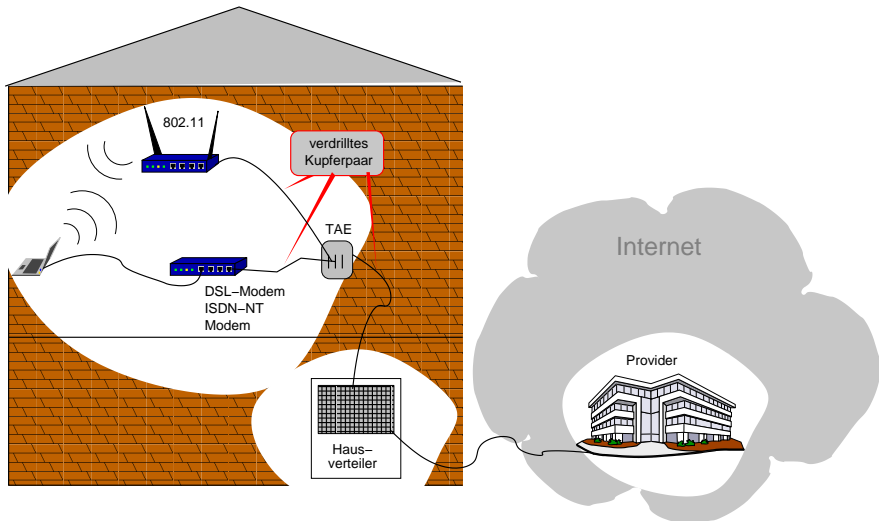 802.11
verdrilltes
Kupferpaar
TAE
Internet
DSL–Modem
ISDN–NT
Modem
Provider
Haus–
verteiler